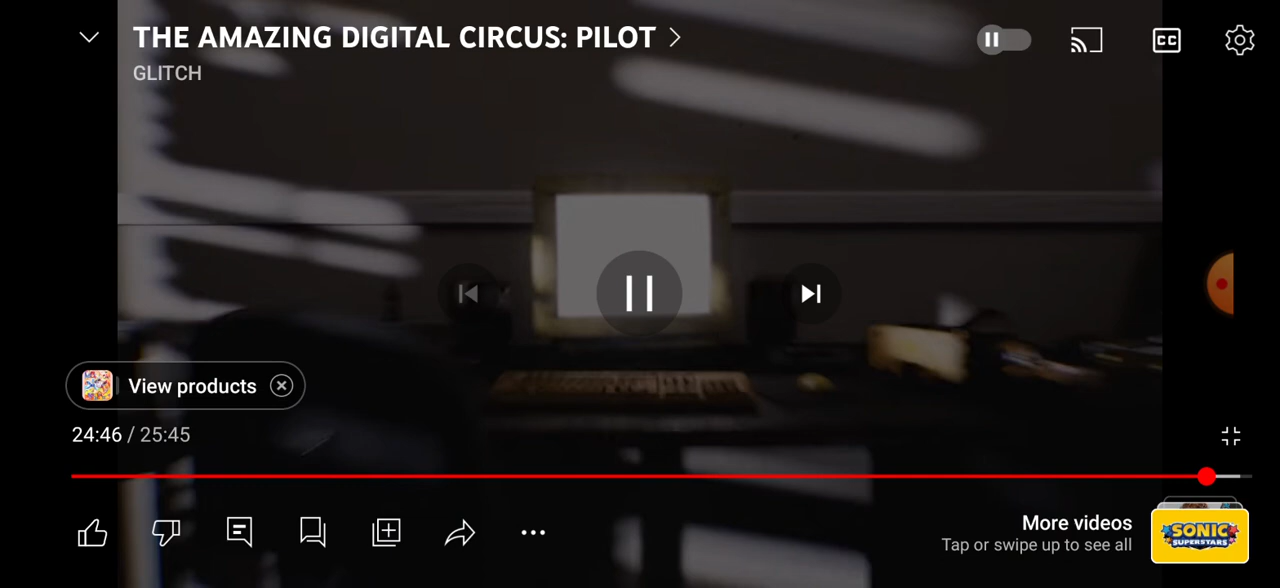 THE AMAZING DIGITAL CIRCUS: PILOT
CC
GLITCH
View products
24:46 / 25:45
More videos
Tap or swipe up to see all
SONIC
SUPERSTARS